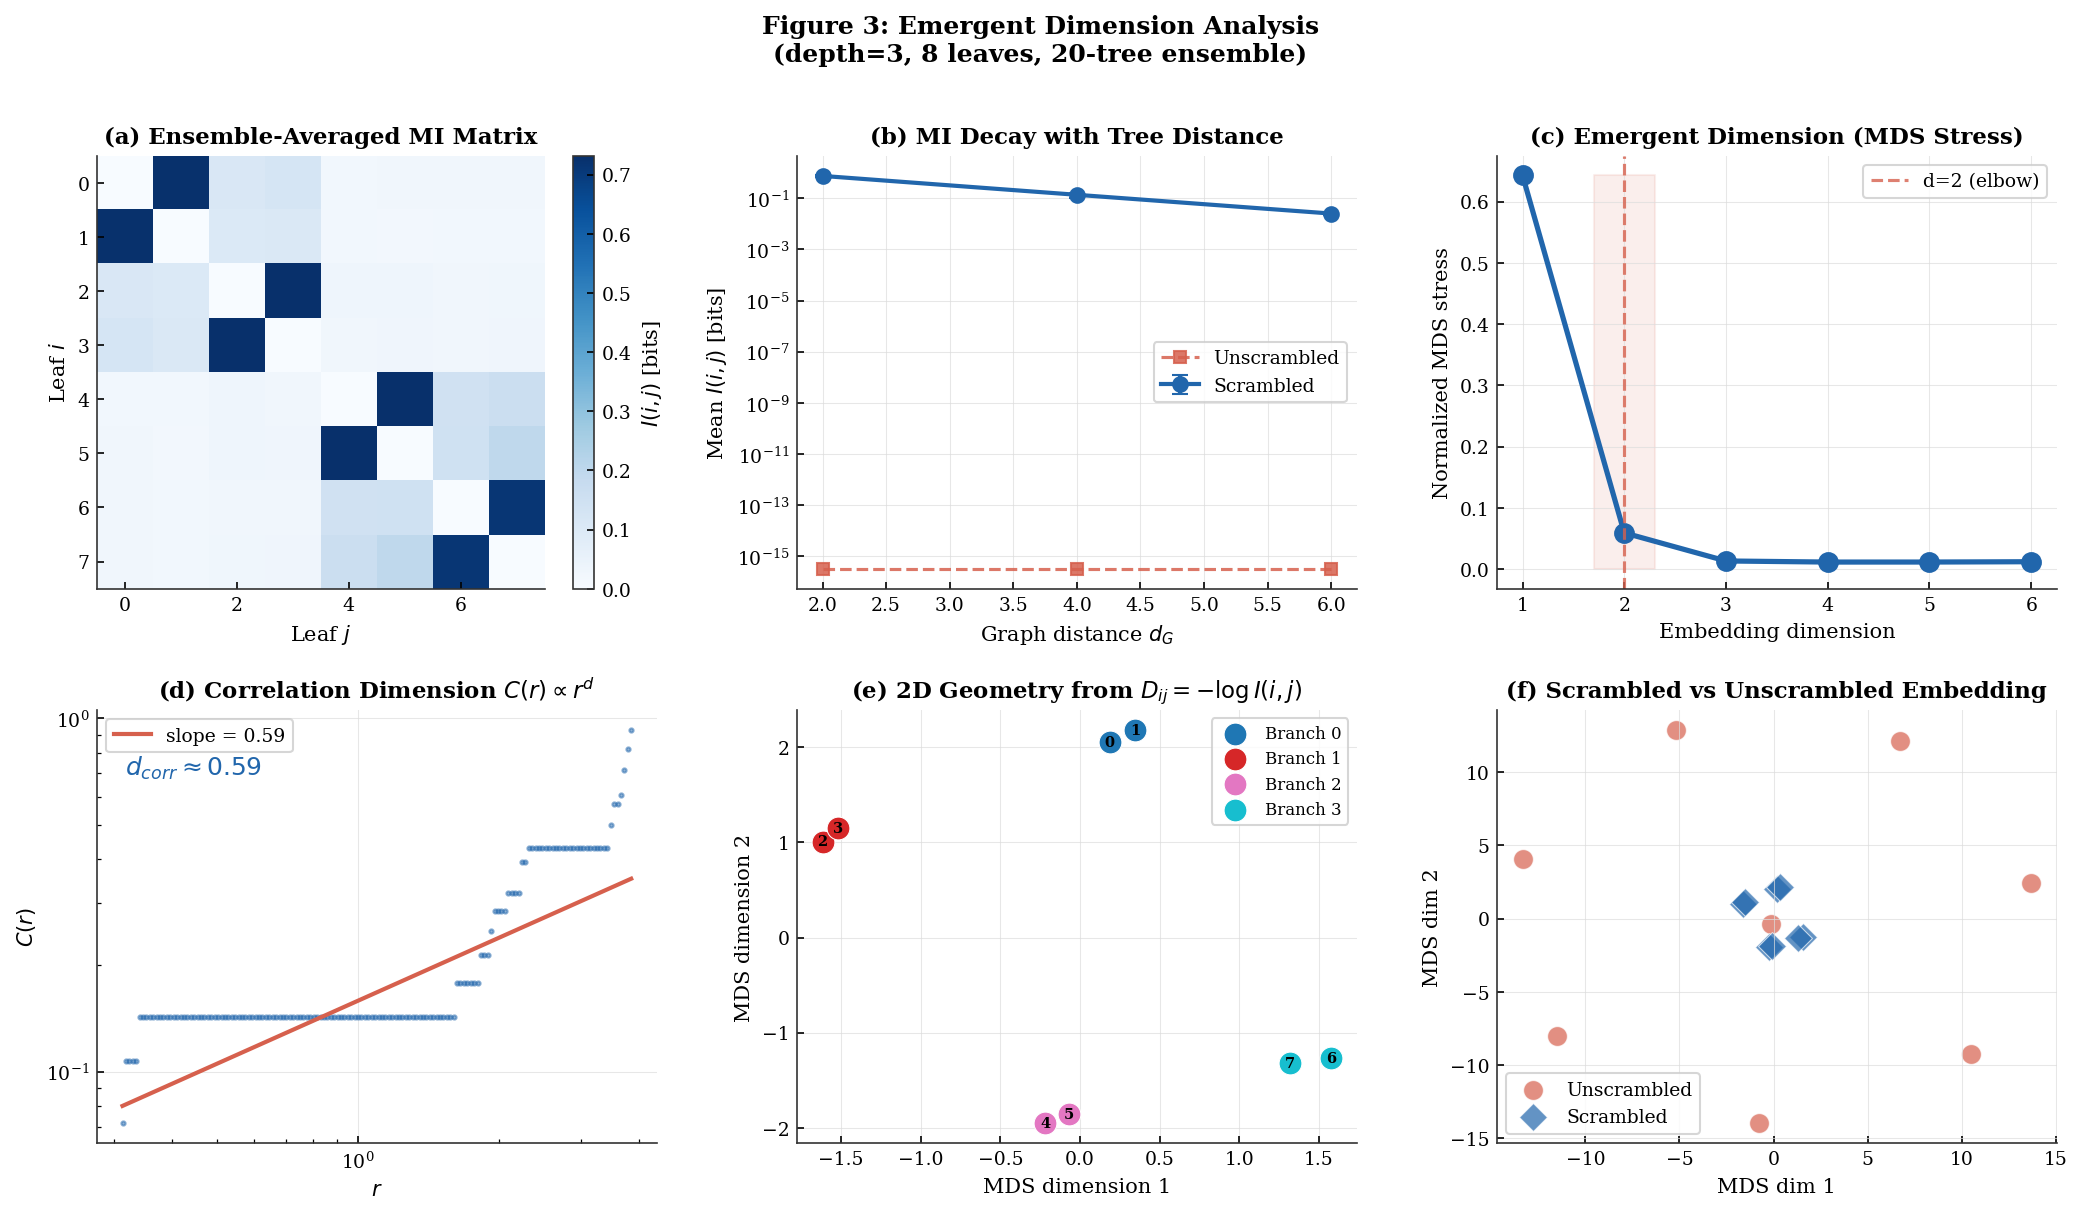 Figure 3: Emergent Dimension Analysis
(depth=3, 8 leaves, 20-tree ensemble)
(a) Ensemble-Averaged MI Matrix
0
1
2
3
4
5
6
7
Leaf i
0 2 4 6
Leaf j
0.7
0.6
0.5
0.4
0.3
0.2
0.1
0.0
I(i, j) [bits]
(b) MI Decay with Tree Distance
10⁻¹
10⁻³
10⁻⁵
10⁻⁷
10⁻⁹
10⁻¹¹
10⁻¹³
10⁻¹⁵
Mean I(i, j) [bits]
Unscrambled
Scrambled
2.0 2.5 3.0 3.5 4.0 4.5 5.0 5.5 6.0
Graph distance d_G
(c) Emergent Dimension (MDS Stress)
d=2 (elbow)
0.6
0.5
0.4
0.3
0.2
0.1
0.0
Normalized MDS stress
1 2 3 4 5 6
Embedding dimension
(d) Correlation Dimension C(r) ∝ r^d
slope = 0.59
d_corr ≈ 0.59
10⁰
10⁻¹
C(r)
10⁰
r
(e) 2D Geometry from D_ij = −log I(i, j)
Branch 0
Branch 1
Branch 2
Branch 3
0
1
2
3
4
5
6
7
2
1
0
−1
−2
MDS dimension 2
−1.5 −1.0 −0.5 0.0 0.5 1.0 1.5
MDS dimension 1
(f) Scrambled vs Unscrambled Embedding
10
5
0
−5
−10
−15
MDS dim 2
Unscrambled
Scrambled
−10 −5 0 5 10 15
MDS dim 1